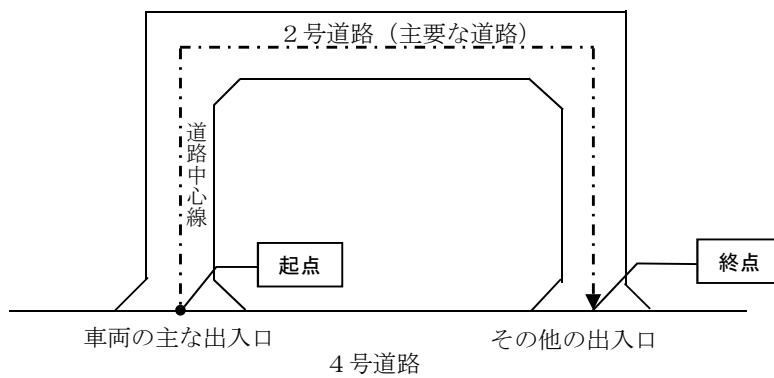 ２号道路（主要な道路）
道路中心線
起点
終点
車両の主な出入口
その他の出入口
４号道路